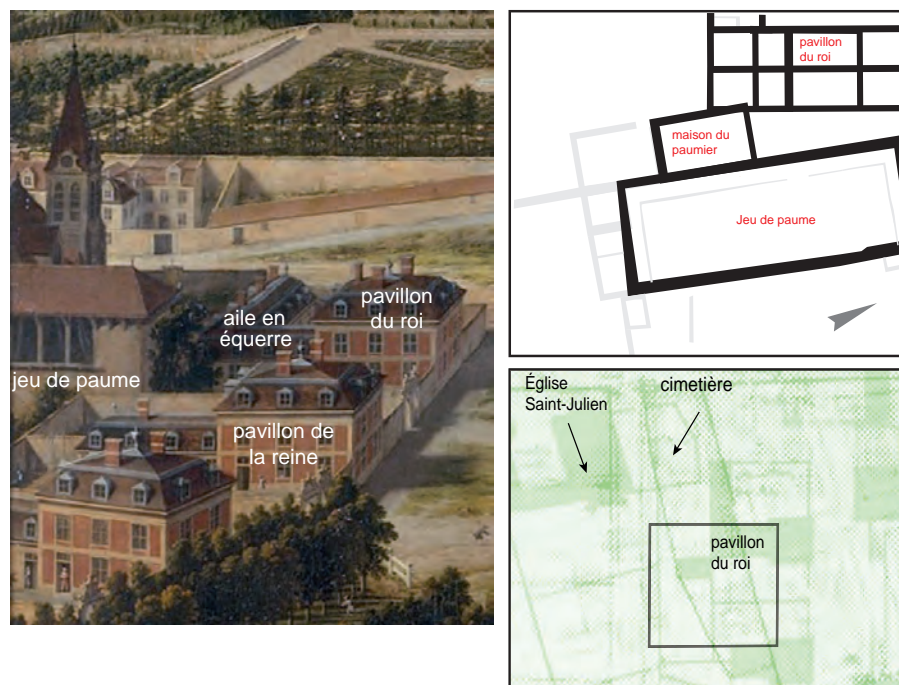 aile en
équerre
pavillon
du roi
jeu de paume
pavillon de
la reine
pavillon
du roi
maison du
paumier
Jeu de paume
Église
Saint-Julien
cimetière
pavillon
du roi